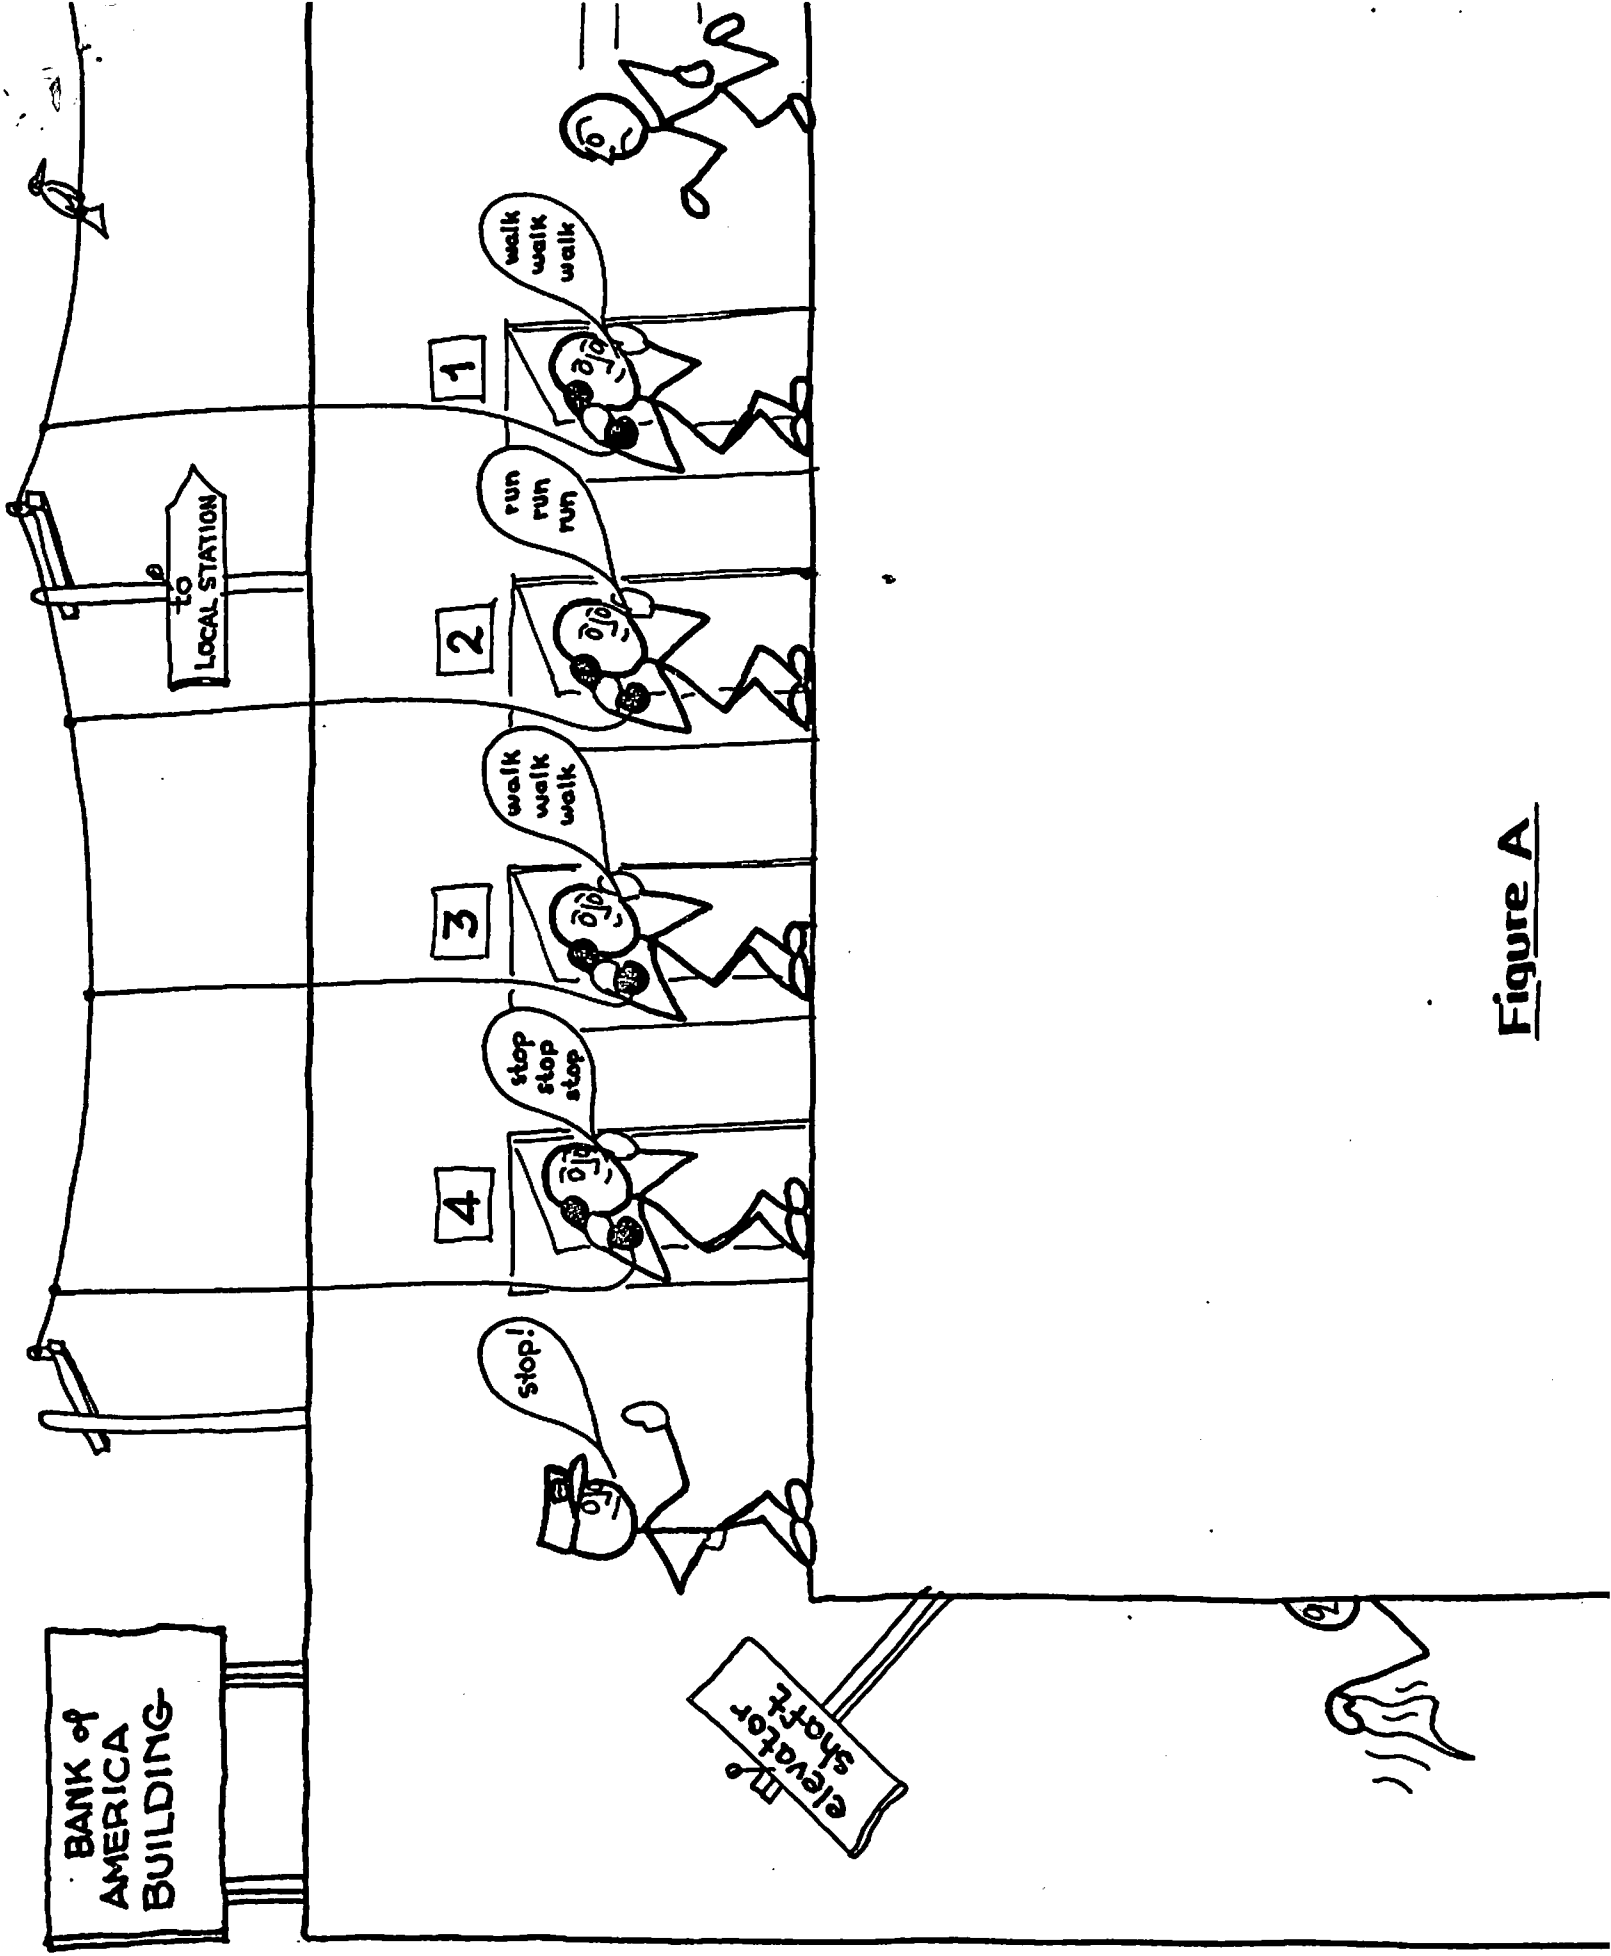 BANK of
AMERICA
BUILDING
to
LOCAL STATION
stop!
4
stop
stop
stop
3
walk
walk
walk
2
run
run
run
1
walk
walk
walk
elevator
shaft
Figure A